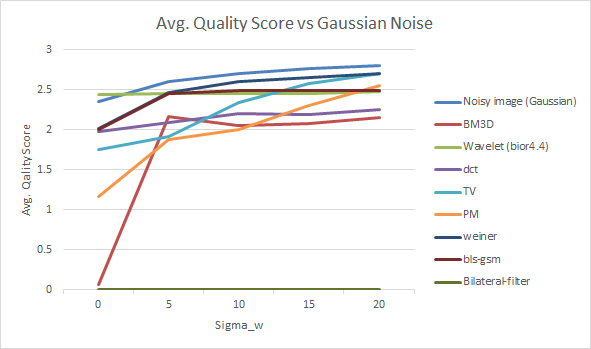 Avg. Quality Score vs Gaussian Noise
3
2.5
2
1.5
1
0.5
0
Avg. Qality Score
0 5 10 15 20
Sigma_w
Noisy image (Gaussian)
BM3D
Wavelet (bior4.4)
dct
TV
PM
weiner
bls-gsm
Bilateral-filter